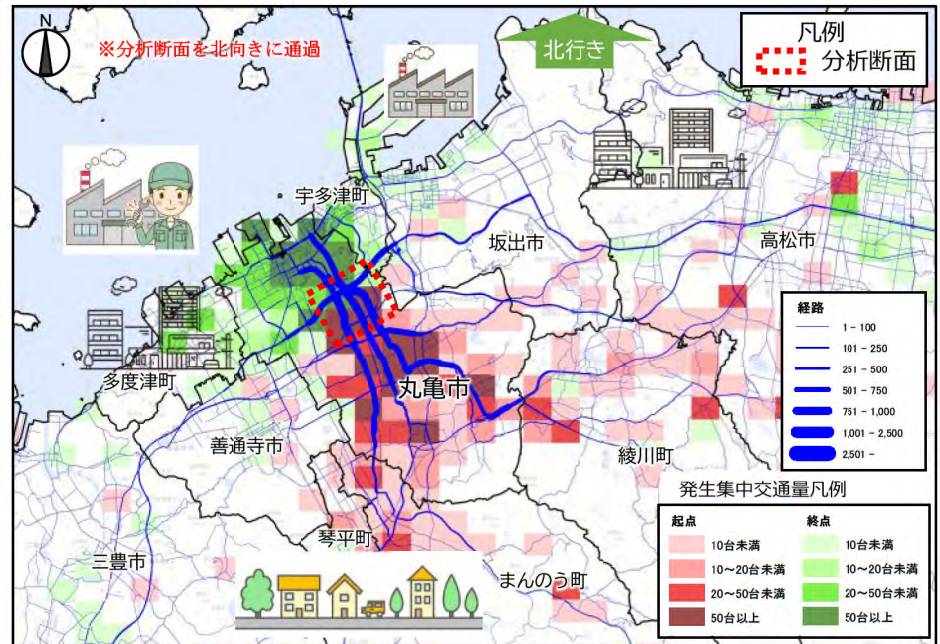 N
※分析断面を北向きに通過
北行き
凡例
分析断面
宇多津町
坂出市
高松市
多度津町
丸亀市
善通寺市
綾川町
琴平町
まんのう町
三豊市
経路
1 - 100
101 - 250
251 - 500
501 - 750
751 - 1,000
1,001 - 2,500
2,501 -
発生集中交通量凡例
起点 終点
10台未満 10台未満
10～20台未満 10～20台未満
20～50台未満 20～50台未満
50台以上 50台以上